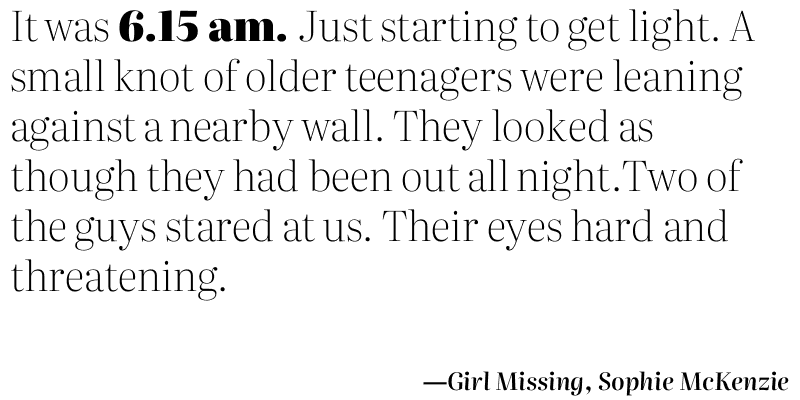 It was 6.15 am. Just starting to get light. A
small knot of older teenagers were leaning
against a nearby wall. They looked as
though they had been out all night.Two of
the guys stared at us. Their eyes hard and
threatening.
—Girl Missing, Sophie McKenzie